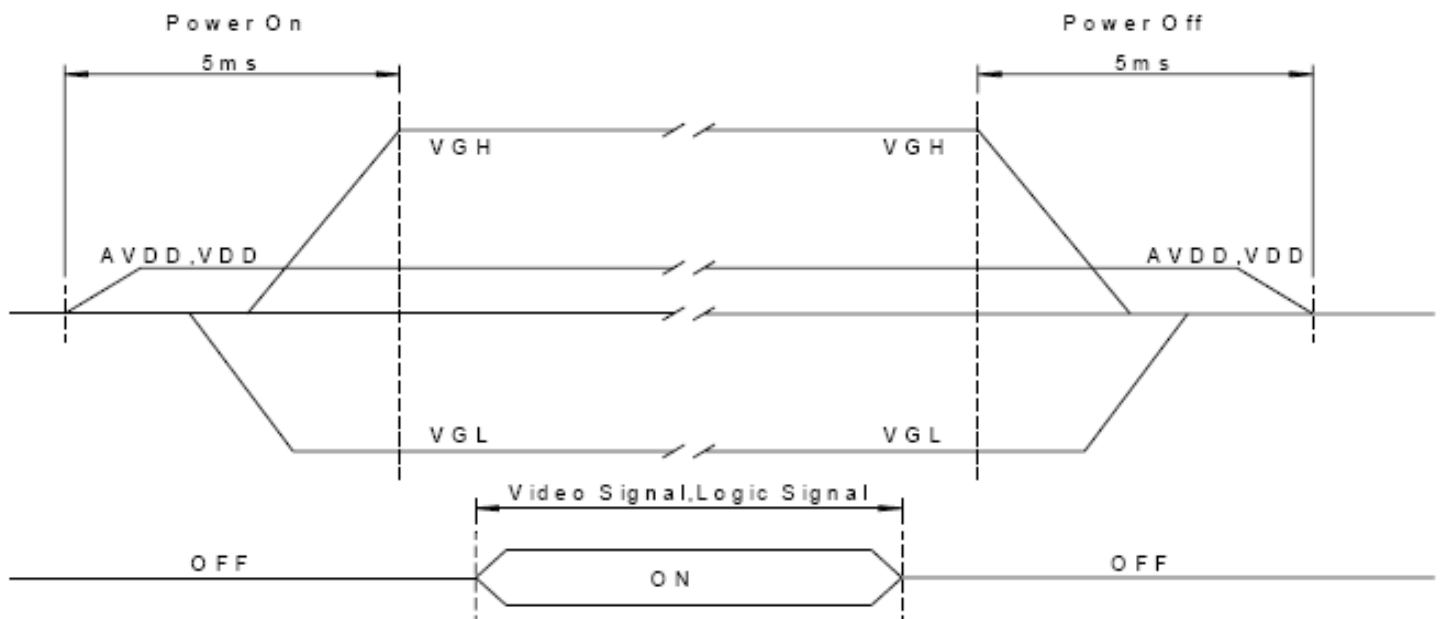 Power On
Power Off
5ms
5ms
VGH
VGH
AVDD,VDD
AVDD,VDD
VGL
VGL
Video Signal,Logic Signal
OFF
ON
OFF